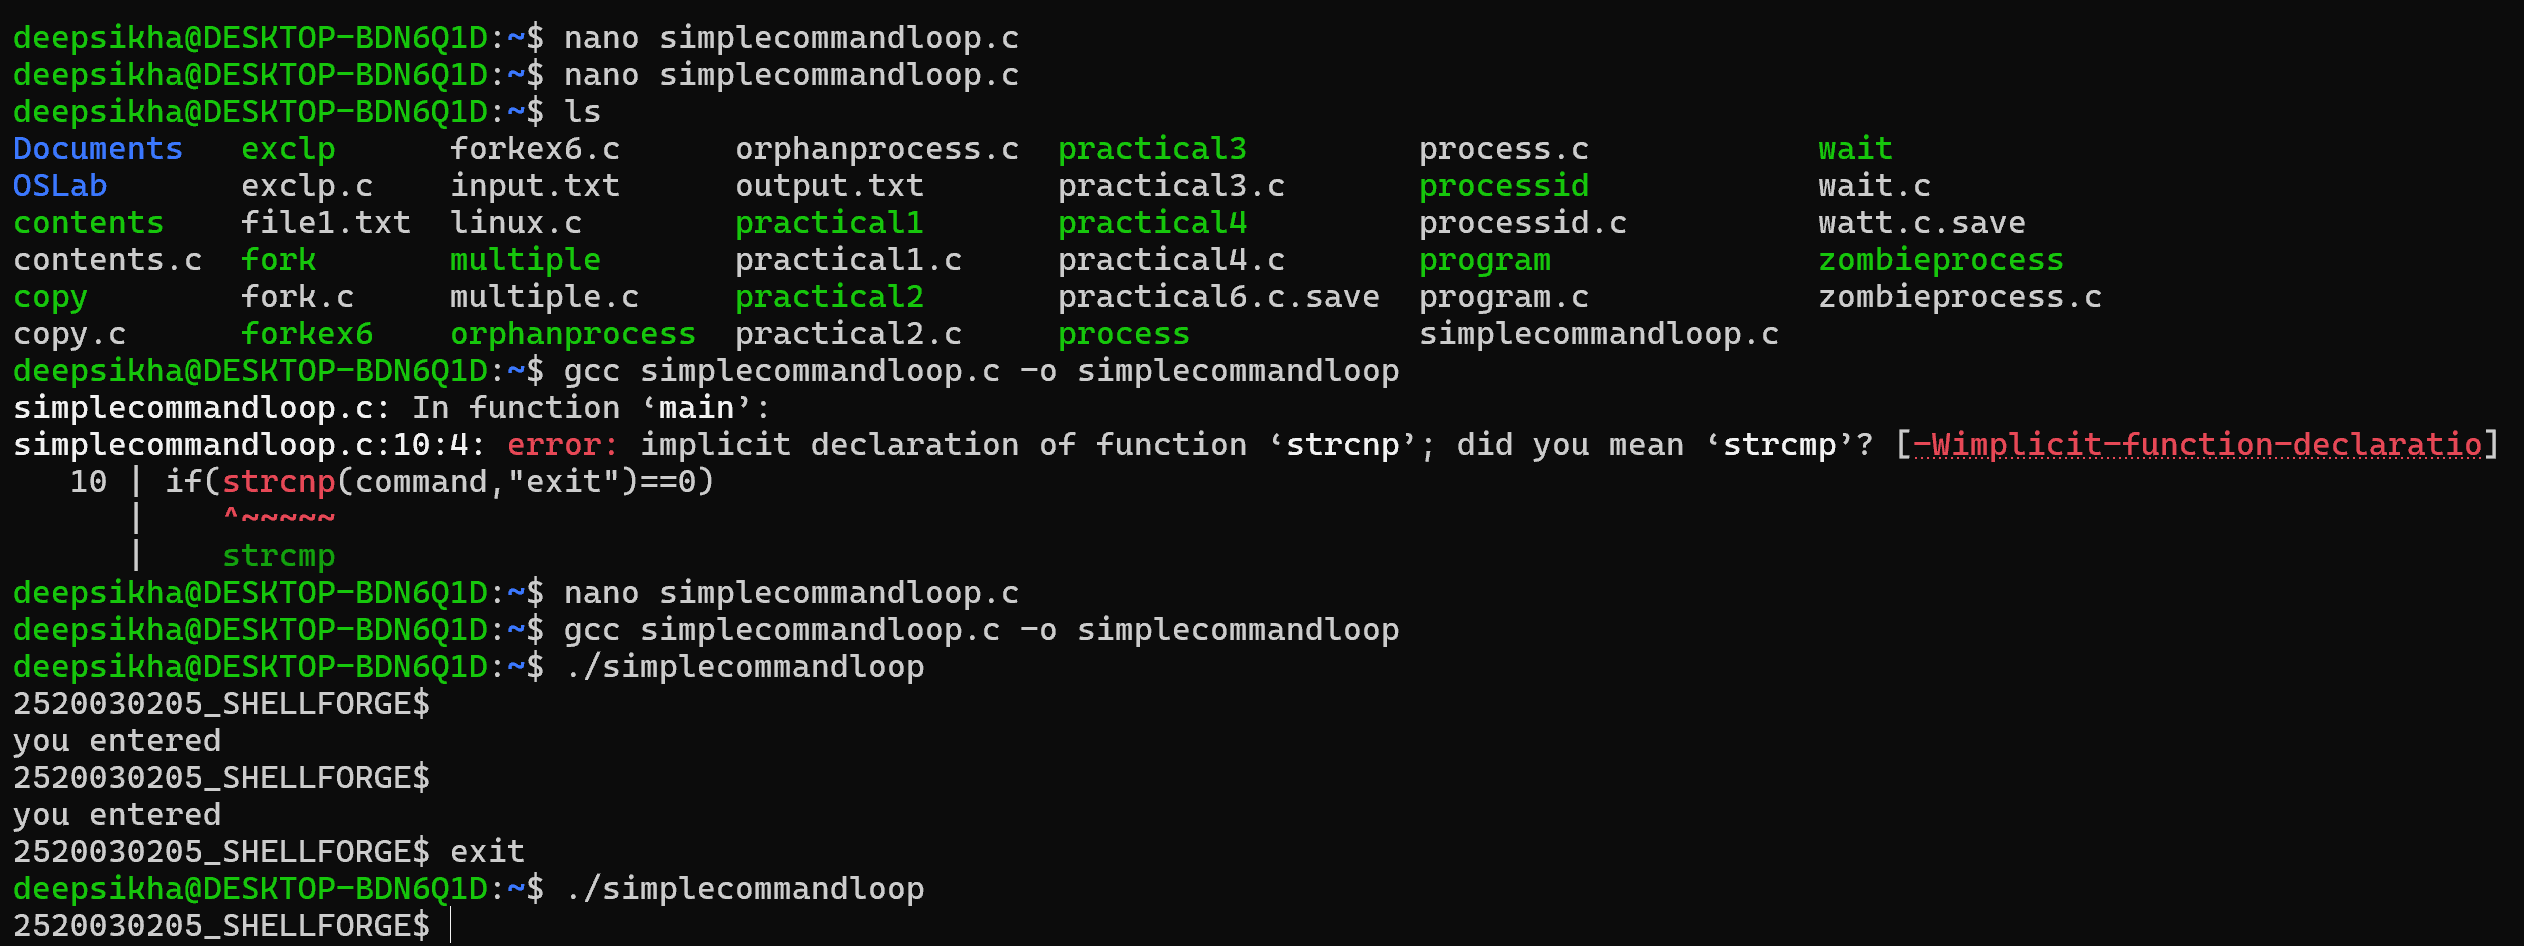 deepsikha@DESKTOP-BDN6Q1D:~$ nano simplecommandloop.c
deepsikha@DESKTOP-BDN6Q1D:~$ nano simplecommandloop.c
deepsikha@DESKTOP-BDN6Q1D:~$ ls
Documents   exclp      forkex6.c      orphanprocess.c  practical3         process.c            wait
OSLab       exclp.c    input.txt      output.txt       practical3.c       processid            wait.c
contents    file1.txt  linux.c        practical1       practical4         processid.c          watt.c.save
contents.c  fork       multiple       practical1.c     practical4.c       program              zombieprocess
copy        fork.c     multiple.c     practical2       practical6.c.save  program.c            zombieprocess.c
copy.c      forkex6    orphanprocess  practical2.c     process            simplecommandloop.c
deepsikha@DESKTOP-BDN6Q1D:~$ gcc simplecommandloop.c -o simplecommandloop
simplecommandloop.c: In function ‘main’:
simplecommandloop.c:10:4: error: implicit declaration of function ‘strcnp’; did you mean ‘strcmp’? [-Wimplicit-function-declaratio]
   10 | if(strcnp(command,"exit")==0)
      |    ^~~~~~
      |    strcmp
deepsikha@DESKTOP-BDN6Q1D:~$ nano simplecommandloop.c
deepsikha@DESKTOP-BDN6Q1D:~$ gcc simplecommandloop.c -o simplecommandloop
deepsikha@DESKTOP-BDN6Q1D:~$ ./simplecommandloop
2520030205_SHELLFORGE$
you entered
2520030205_SHELLFORGE$
you entered
2520030205_SHELLFORGE$ exit
deepsikha@DESKTOP-BDN6Q1D:~$ ./simplecommandloop
2520030205_SHELLFORGE$